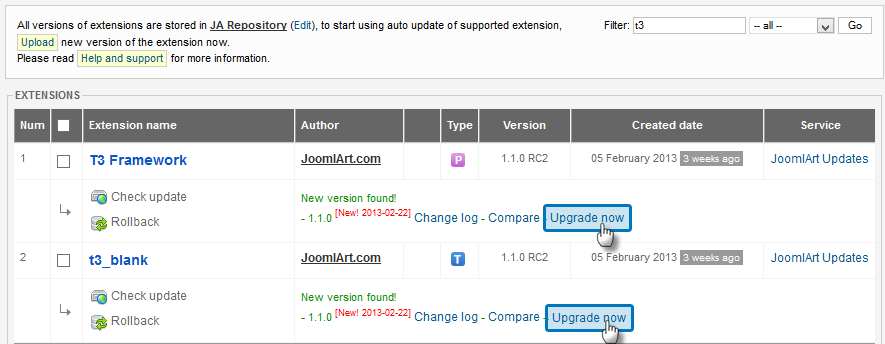 All versions of extensions are stored in JA Repository (Edit), to start using auto update of supported extension,
Upload new version of the extension now.
Please read Help and support for more information.
Filter: t3 -- all -- Go
EXTENSIONS
Num Extension name Author Type Version Created date Service
1 T3 Framework JoomlArt.com P 1.1.0 RC2 05 February 2013 3 weeks ago JoomlArt Updates
Check update
Rollback
New version found!
- 1.1.0 [New! 2013-02-22] Change log - Compare - Upgrade now
2 t3_blank JoomlArt.com T 1.1.0 RC2 05 February 2013 3 weeks ago JoomlArt Updates
Check update
Rollback
New version found!
- 1.1.0 [New! 2013-02-22] Change log - Compare - Upgrade now